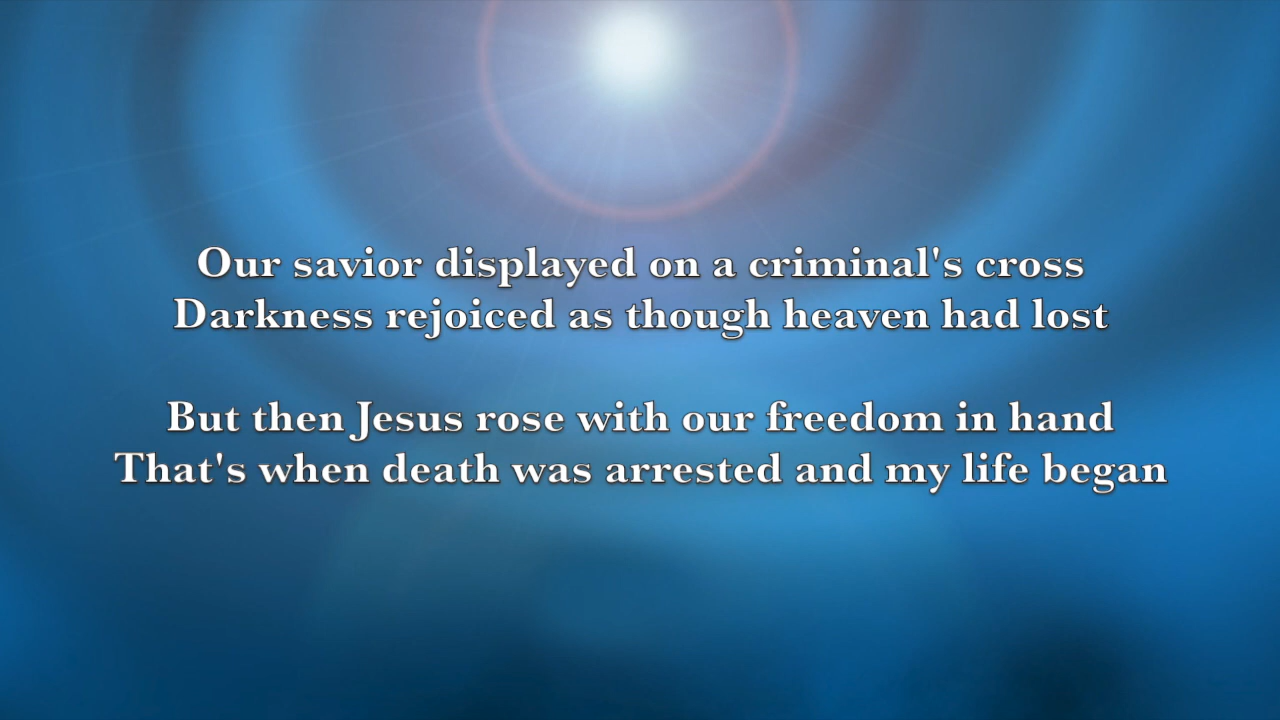 Our savior displayed on a criminal's cross
Darkness rejoiced as though heaven had lost
But then Jesus rose with our freedom in hand
That's when death was arrested and my life began